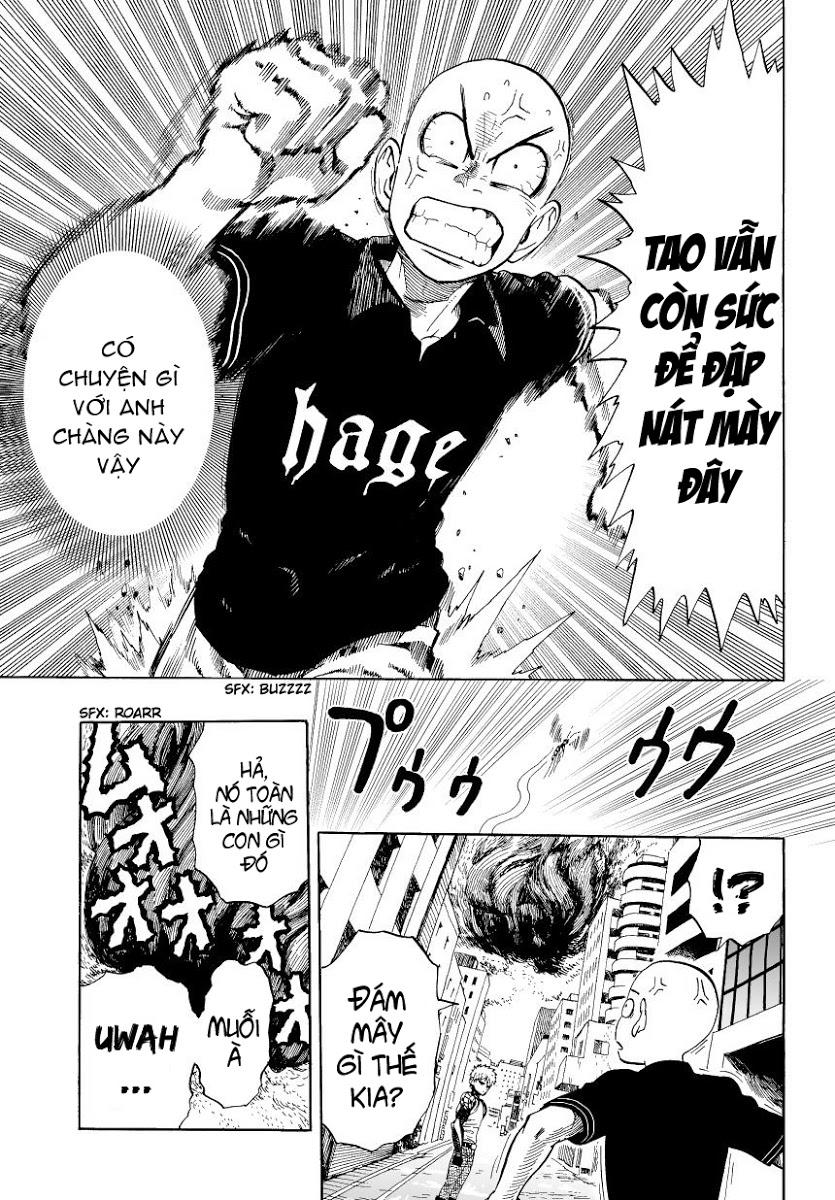 TAO VẪN
CÒN SỨC
ĐỂ ĐẬP
NÁT MÀY
ĐÂY
CÓ
CHUYỆN GÌ
VỚI ANH
CHÀNG NÀY
VẬY
hage
SFX: BUZZZZ
プゥゥウウ
!?
ĐÁM
MÂY
GÌ THẾ
KIA?
SFX: ROARR
ムオオオオオオ
HẢ,
NÓ TOÀN
LÀ NHỮNG
CON GÌ
ĐÓ
MUỖI
À
UWAH
...